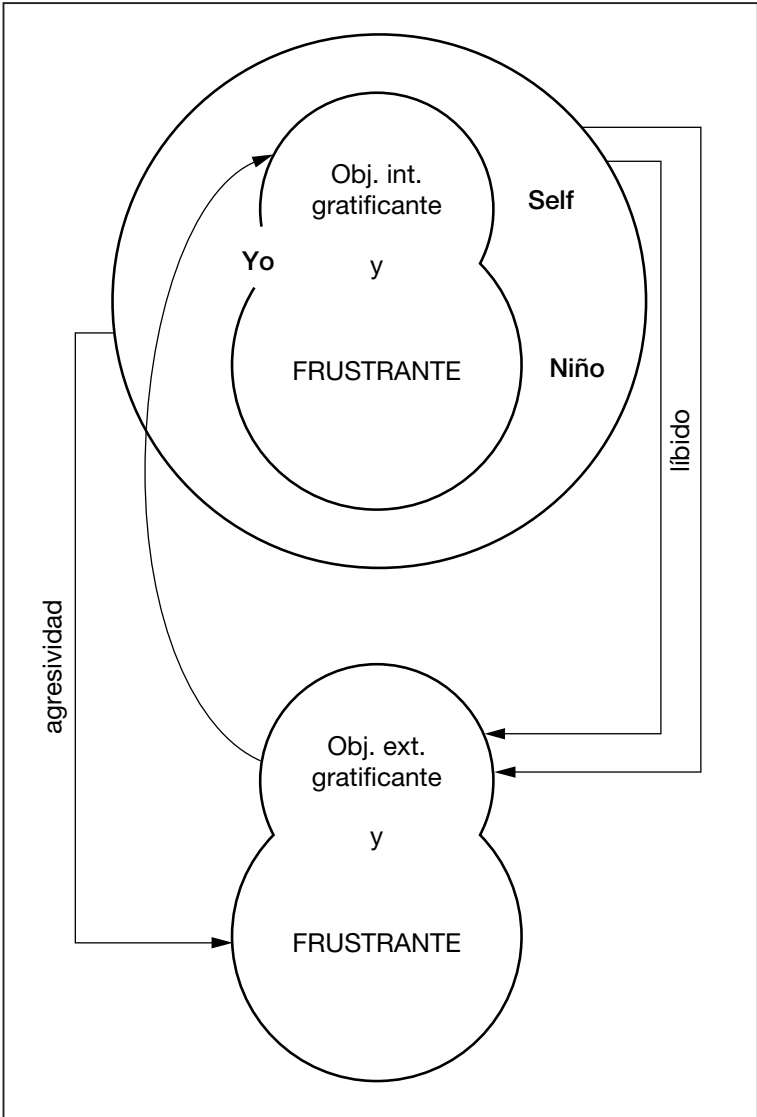 Obj. int.
gratificante
Self
Yo
y
FRUSTRANTE
Niño
líbido
agresividad
Obj. ext.
gratificante
y
FRUSTRANTE